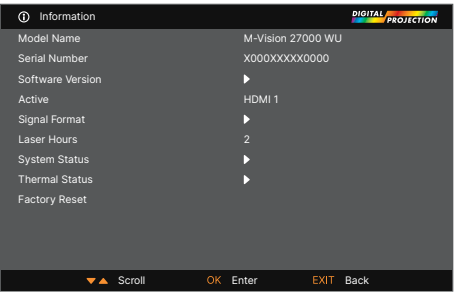 Information
DIGITAL
PROJECTION
Model Name M-Vision 27000 WU
Serial Number X000XXXXX0000
Software Version
Active HDMI 1
Signal Format
Laser Hours 2
System Status
Thermal Status
Factory Reset
Scroll OK Enter EXIT Back